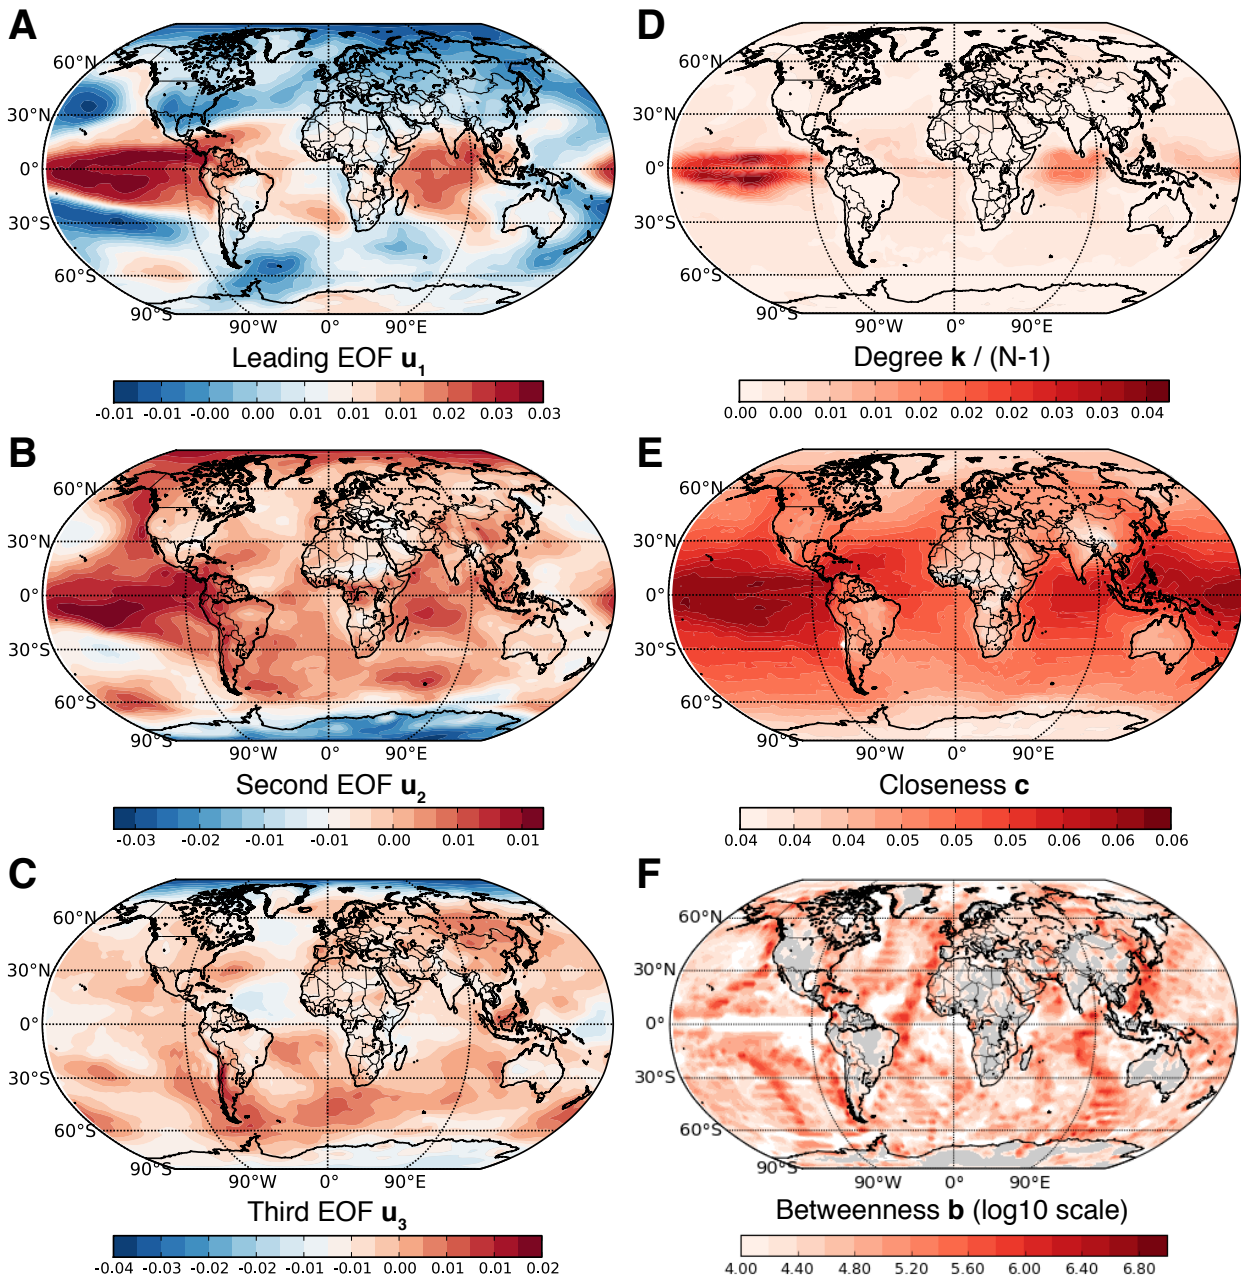 A
60°N
30°N
0°
30°S
60°S
90°S
90°W 0° 90°E
Leading EOF u1
-0.01 -0.01 -0.00 0.00 0.01 0.01 0.02 0.03 0.03
D
60°N
30°N
0°
30°S
60°S
90°S
90°W 0° 90°E
Degree k / (N-1)
0.00 0.00 0.01 0.01 0.02 0.02 0.03 0.03 0.04
B
60°N
30°N
0°
30°S
60°S
90°S
90°W 0° 90°E
Second EOF u2
-0.03 -0.02 -0.01 -0.01 0.00 0.01
E
60°N
30°N
0°
30°S
60°S
90°S
90°W 0° 90°E
Closeness c
0.04 0.04 0.04 0.05 0.05 0.05 0.06 0.06 0.06
C
60°N
30°N
0°
30°S
60°S
90°S
90°W 0° 90°E
Third EOF u3
-0.04 -0.03 -0.02 -0.01 -0.01 0.00 0.01 0.02 0.02
F
60°N
30°N
0°
30°S
60°S
90°S
90°W 0° 90°E
Betweenness b (log10 scale)
4.00 4.40 4.80 5.20 5.60 6.00 6.40 6.80